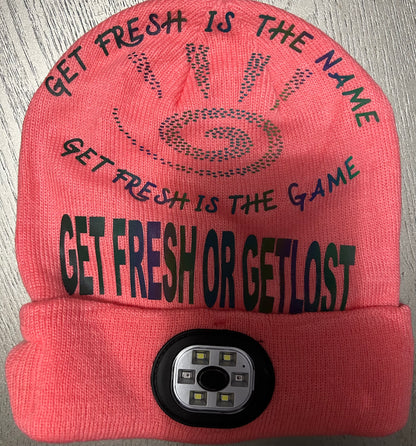 GET FRESH IS THE NAME
GET FRESH IS THE GAME
GET FRESH OR GETLOST